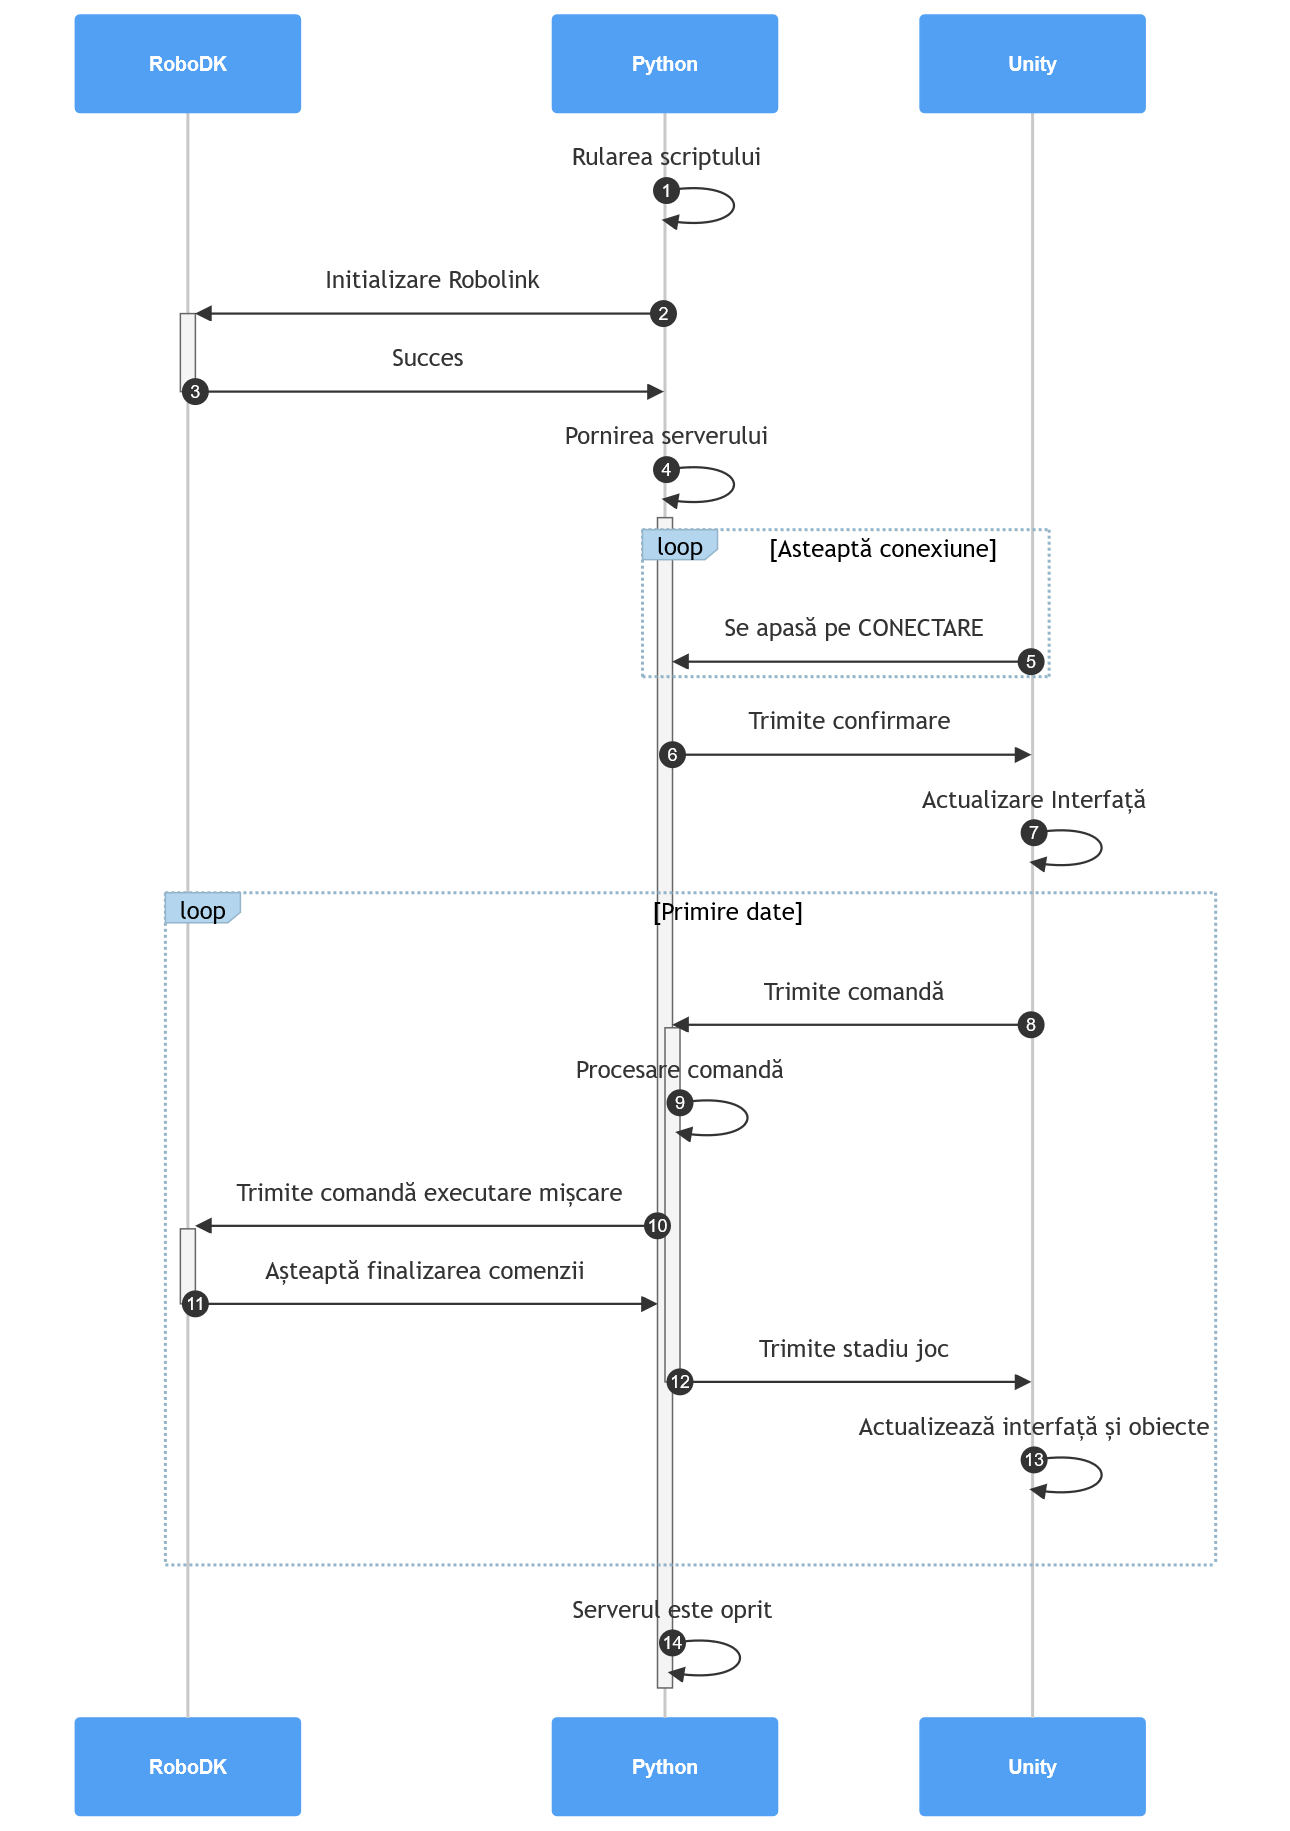 RoboDK
Python
Unity
Rularea scriptului
1
Initializare Robolink
2
Succes
3
Pornirea serverului
4
loop
[Asteaptă conexiune]
Se apasă pe CONECTARE
5
Trimite confirmare
6
Actualizare Interfață
7
loop
[Primire date]
Trimite comandă
8
Procesare comandă
9
Trimite comandă executare mișcare
10
Așteaptă finalizarea comenzii
11
Trimite stadiu joc
12
Actualizează interfață și obiecte
13
Serverul este oprit
14
RoboDK
Python
Unity